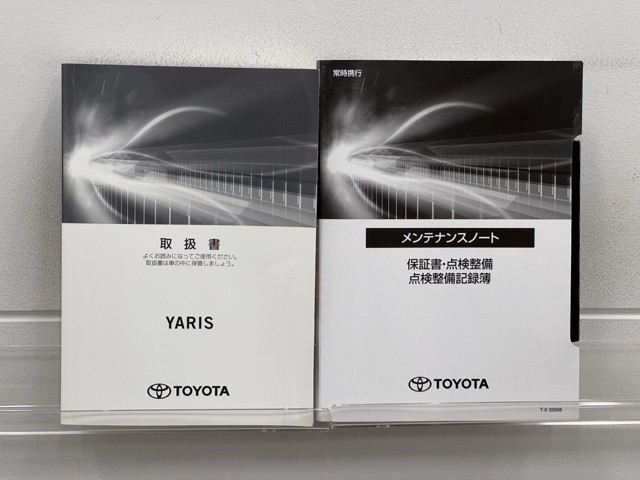 取扱書
よくお読みになってご使用ください。
取扱書は車の中に保管しましょう。
YARIS
TOYOTA
常時携行
メンテナンスノート
保証書・点検整備
点検整備記録簿
TOYOTA